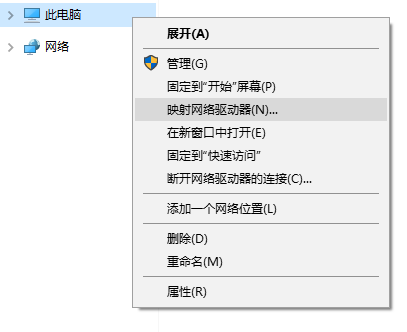 此电脑
网络
展开(A)
管理(G)
固定到"开始"屏幕(P)
映射网络驱动器(N)...
在新窗口中打开(E)
固定到"快速访问"
断开网络驱动器的连接(C)...
添加一个网络位置(L)
删除(D)
重命名(M)
属性(R)